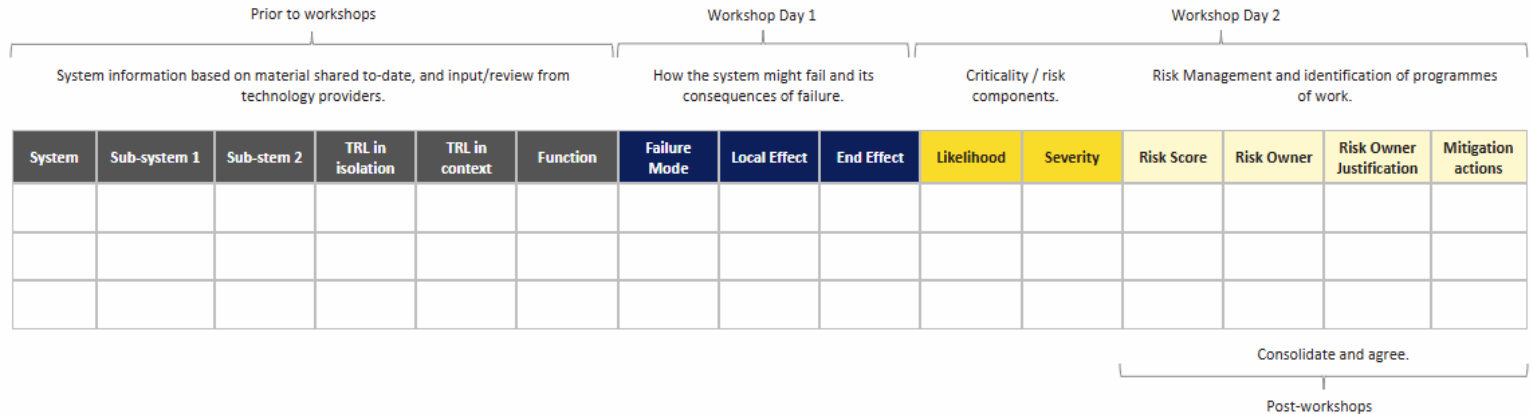 Prior to workshops
Workshop Day 1
Workshop Day 2
System information based on material shared to-date, and input/review from
technology providers.
How the system might fail and its
consequences of failure.
Criticality / risk
components.
Risk Management and identification of programmes
of work.
System
Sub-system 1
Sub-stem 2
TRL in
isolation
TRL in
context
Function
Failure
Mode
Local Effect
End Effect
Likelihood
Severity
Risk Score
Risk Owner
Risk Owner
Justification
Mitigation
actions
Consolidate and agree.
Post-workshops